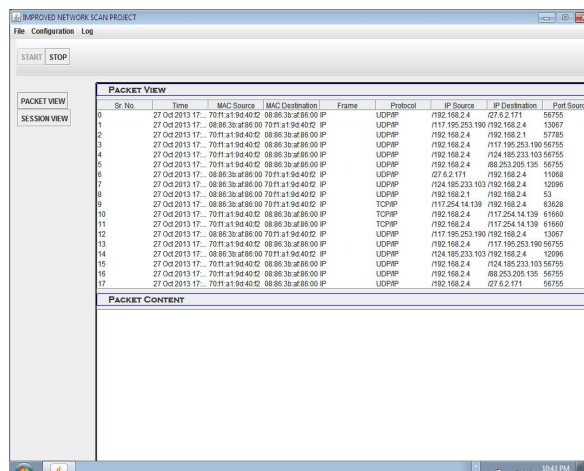 IMPROVED NETWORK SCAN PROJECT
File Configuration Log
START STOP
PACKET VIEW
SESSION VIEW
PACKET VIEW
Sr. No. Time MAC Source MAC Destination Frame Protocol IP Source IP Destination Port Sourc
0 27 Oct 2013 17:... 70:f1:a1:9d:40:f2 08:86:3b:af:86:00 IP UDP/IP /192.168.2.4 /27.6.2.171 56755
1 27 Oct 2013 17:... 08:86:3b:af:86:00 70:f1:a1:9d:40:f2 IP UDP/IP /117.195.253.190 /192.168.2.4 13067
2 27 Oct 2013 17:... 70:f1:a1:9d:40:f2 08:86:3b:af:86:00 IP UDP/IP /192.168.2.4 /192.168.2.1 57785
3 27 Oct 2013 17:... 70:f1:a1:9d:40:f2 08:86:3b:af:86:00 IP UDP/IP /192.168.2.4 /117.195.253.190 56755
4 27 Oct 2013 17:... 70:f1:a1:9d:40:f2 08:86:3b:af:86:00 IP UDP/IP /192.168.2.4 /124.185.233.103 56755
5 27 Oct 2013 17:... 70:f1:a1:9d:40:f2 08:86:3b:af:86:00 IP UDP/IP /192.168.2.4 /88.253.205.135 56755
6 27 Oct 2013 17:... 08:86:3b:af:86:00 70:f1:a1:9d:40:f2 IP UDP/IP /27.6.2.171 /192.168.2.4 11068
7 27 Oct 2013 17:... 08:86:3b:af:86:00 70:f1:a1:9d:40:f2 IP UDP/IP /124.185.233.103 /192.168.2.4 12096
8 27 Oct 2013 17:... 08:86:3b:af:86:00 70:f1:a1:9d:40:f2 IP UDP/IP /192.168.2.1 /192.168.2.4 53
9 27 Oct 2013 17:... 08:86:3b:af:86:00 70:f1:a1:9d:40:f2 IP TCP/IP /117.254.14.139 /192.168.2.4 63628
10 27 Oct 2013 17:... 70:f1:a1:9d:40:f2 08:86:3b:af:86:00 IP TCP/IP /192.168.2.4 /117.254.14.139 61660
11 27 Oct 2013 17:... 70:f1:a1:9d:40:f2 08:86:3b:af:86:00 IP TCP/IP /192.168.2.4 /117.254.14.139 61660
12 27 Oct 2013 17:... 08:86:3b:af:86:00 70:f1:a1:9d:40:f2 IP UDP/IP /117.195.253.190 /192.168.2.4 13067
13 27 Oct 2013 17:... 70:f1:a1:9d:40:f2 08:86:3b:af:86:00 IP UDP/IP /192.168.2.4 /117.195.253.190 56755
14 27 Oct 2013 17:... 08:86:3b:af:86:00 70:f1:a1:9d:40:f2 IP UDP/IP /124.185.233.103 /192.168.2.4 12096
15 27 Oct 2013 17:... 70:f1:a1:9d:40:f2 08:86:3b:af:86:00 IP UDP/IP /192.168.2.4 /124.185.233.103 56755
16 27 Oct 2013 17:... 70:f1:a1:9d:40:f2 08:86:3b:af:86:00 IP UDP/IP /192.168.2.4 /88.253.205.135 56755
17 27 Oct 2013 17:... 70:f1:a1:9d:40:f2 08:86:3b:af:86:00 IP UDP/IP /192.168.2.4 /27.6.2.171 56755
PACKET CONTENT
10:43 PM